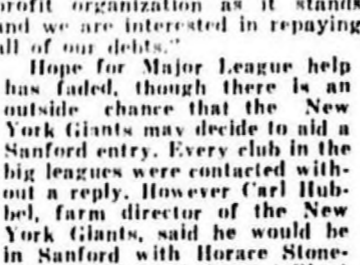 profit organization as it stands
and we are interested in repaying
all of our debts."
Hope for Major League help
has faded, though there is an
outside chance that the New
York Giants may decide to aid a
Sanford entry. Every club in the
big leagues were contacted with-
out a reply. However Carl Hub-
bel, farm director of the New
York Giants, said he would be
in Sanford with Horace Stone-